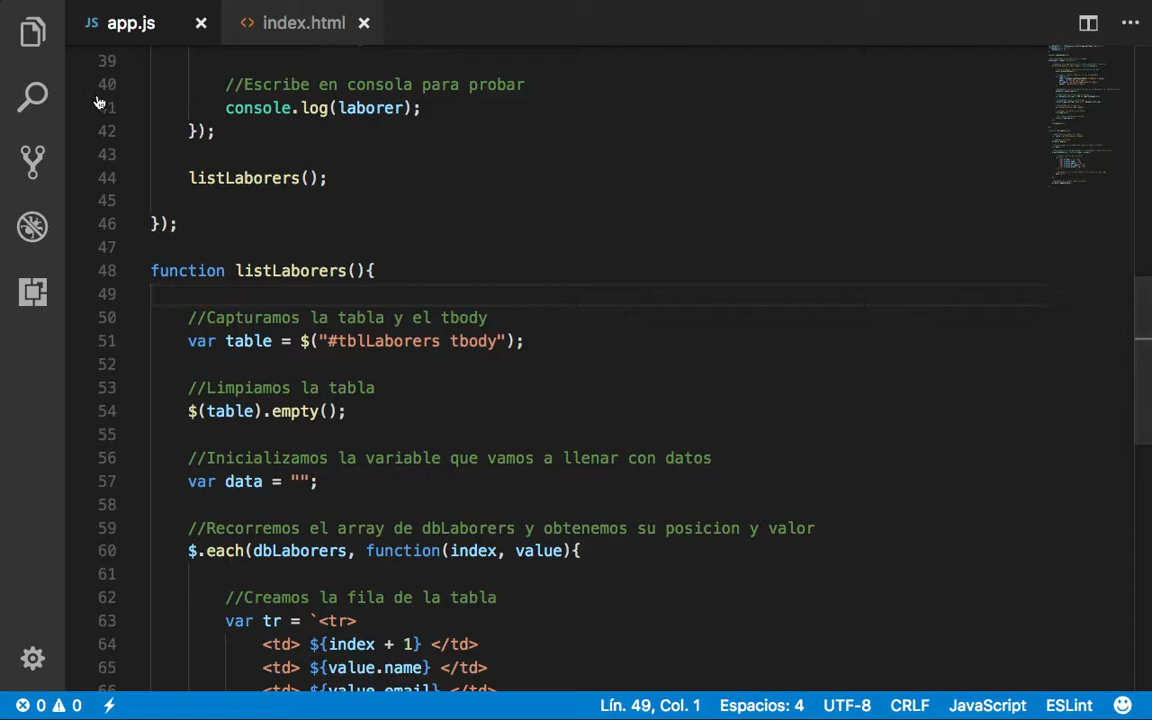 JS app.js × <> index.html ×
39
40 //Escribe en consola para probar
41 console.log(laborer);
42 });
43
44 listLaborers();
45
46 });
47
48 function listLaborers(){
49
50 //Capturamos la tabla y el tbody
51 var table = $("#tblLaborers tbody");
52
53 //Limpiamos la tabla
54 $(table).empty();
55
56 //Inicializamos la variable que vamos a llenar con datos
57 var data = "";
58
59 //Recorremos el array de dbLaborers y obtenemos su posicion y valor
60 $.each(dbLaborers, function(index, value){
61
62 //Creamos la fila de la tabla
63 var tr = `<tr>
64 <td> ${index + 1} </td>
65 <td> ${value.name} </td>
66 <td> ${value.email} </td>
0 0 Lín. 49, Col. 1 Espacios: 4 UTF-8 CRLF JavaScript ESLint